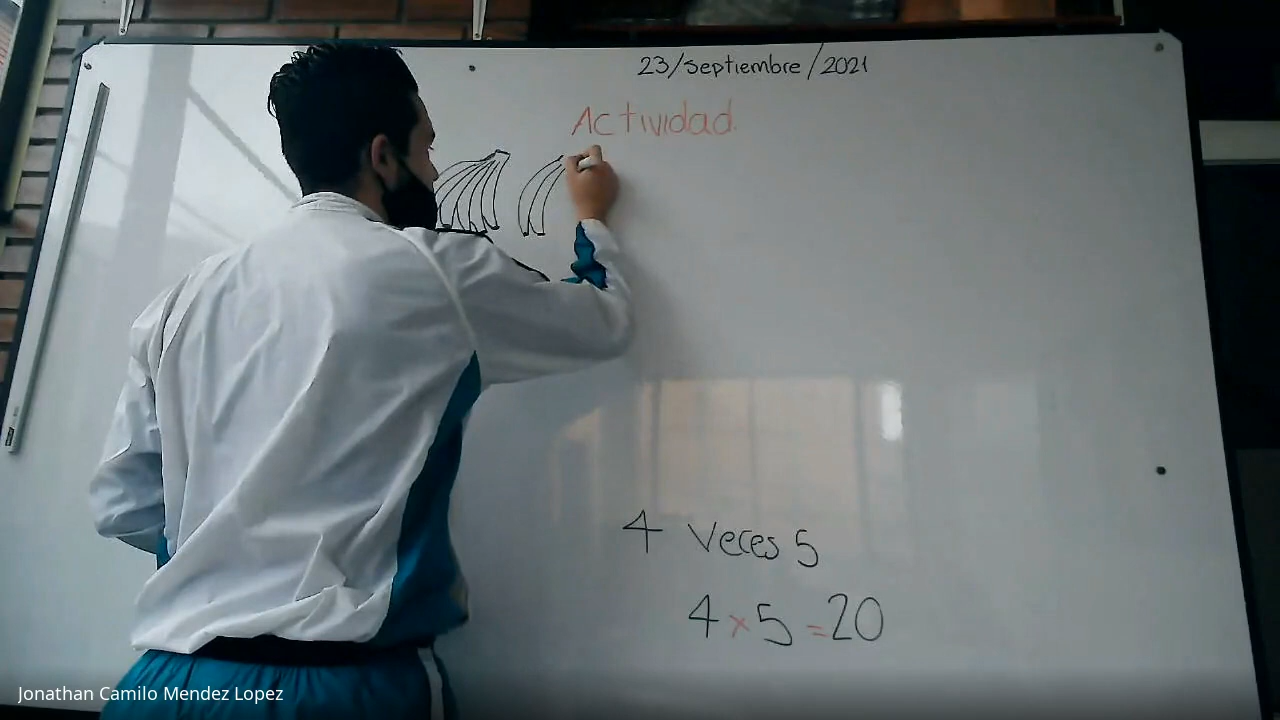 23/Septiembre/2021
Actividad.
4 veces 5
4 x 5 = 20
Jonathan Camilo Mendez Lopez